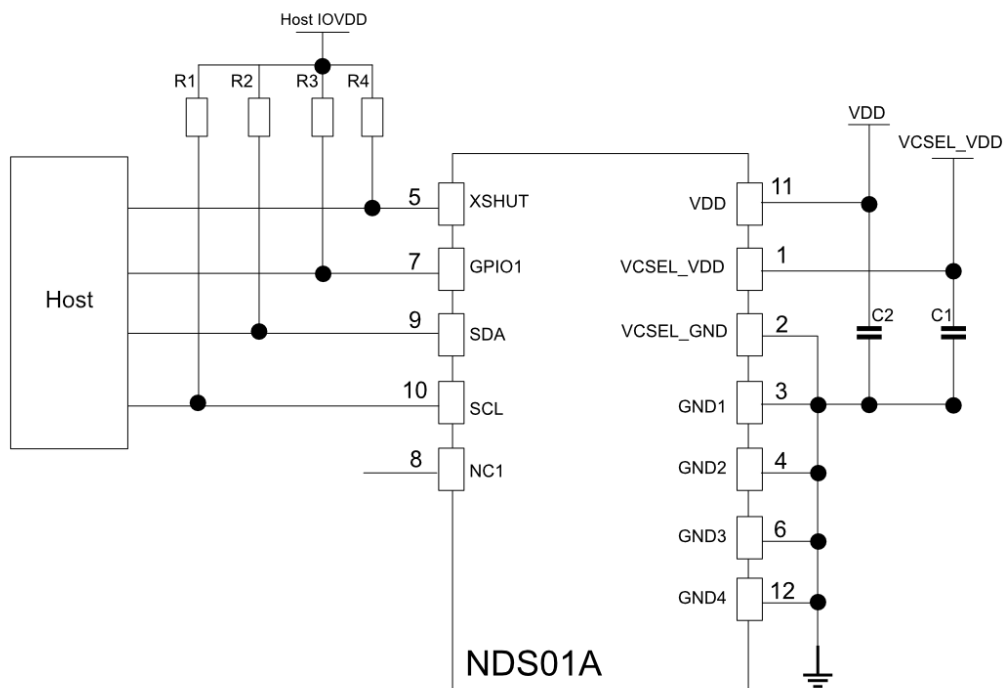 Host IOVDD
R1 R2 R3 R4
VDD
VCSEL_VDD
Host
5 XSHUT
7 GPIO1
9 SDA
10 SCL
8 NC1
VDD 11
VCSEL_VDD 1
VCSEL_GND 2
GND1 3
GND2 4
GND3 6
GND4 12
C2 C1
NDS01A